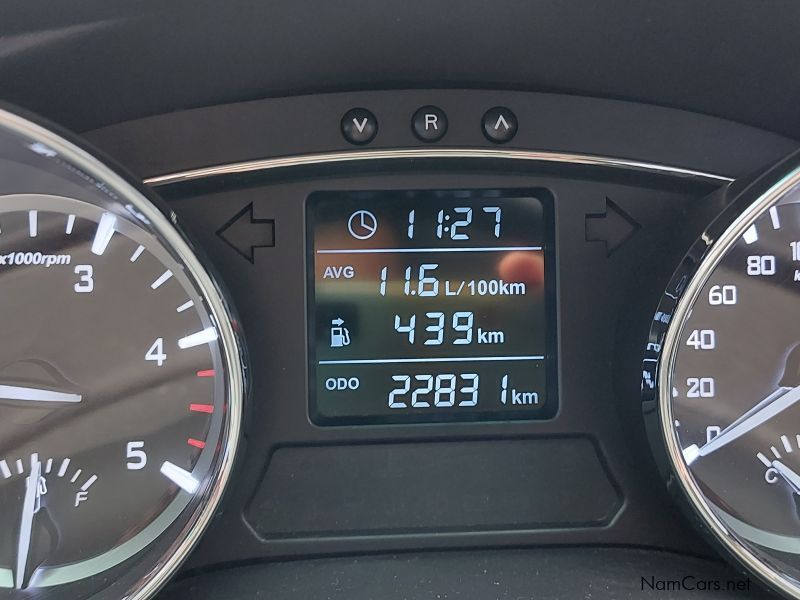 V R Λ
11:27
AVG 11.6 L/100km
439 km
ODO 22831 km
x1000rpm
3
4
5
F
80
60
40
20
0
C
NamCars.net